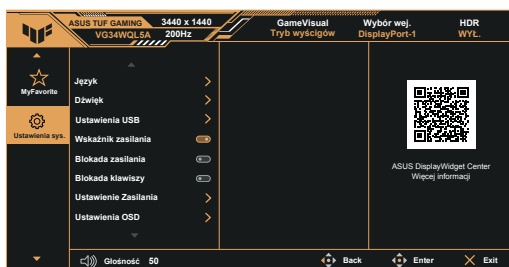 ASUS TUF GAMING 3440 x 1440
VG34WQL5A 200Hz
GameVisual
Tryb wyścigów
Wybór wej.
DisplayPort-1
HDR
WYŁ.
MyFavorite
Ustawienia sys.
Język
Dźwięk
Ustawienia USB
Wskaźnik zasilania
Blokada zasilania
Blokada klawiszy
Ustawienie Zasilania
Ustawienia OSD
ASUS DisplayWidget Center
Więcej informacji
Głośność 50
Back
Enter
Exit